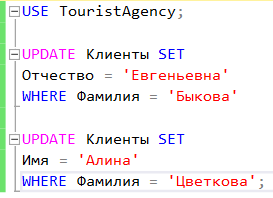 USE TouristAgency;
UPDATE Клиенты SET
Отчество = 'Евгеньевна'
WHERE Фамилия = 'Быкова'
UPDATE Клиенты SET
Имя = 'Алина'
WHERE Фамилия = 'Цветкова';